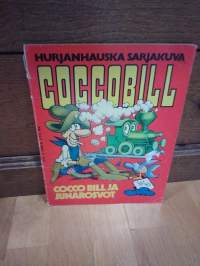 HURJANHAUSKA SARJAKUVA
COCCOBILL
COCCO BILL JA
JUNAROSVOT